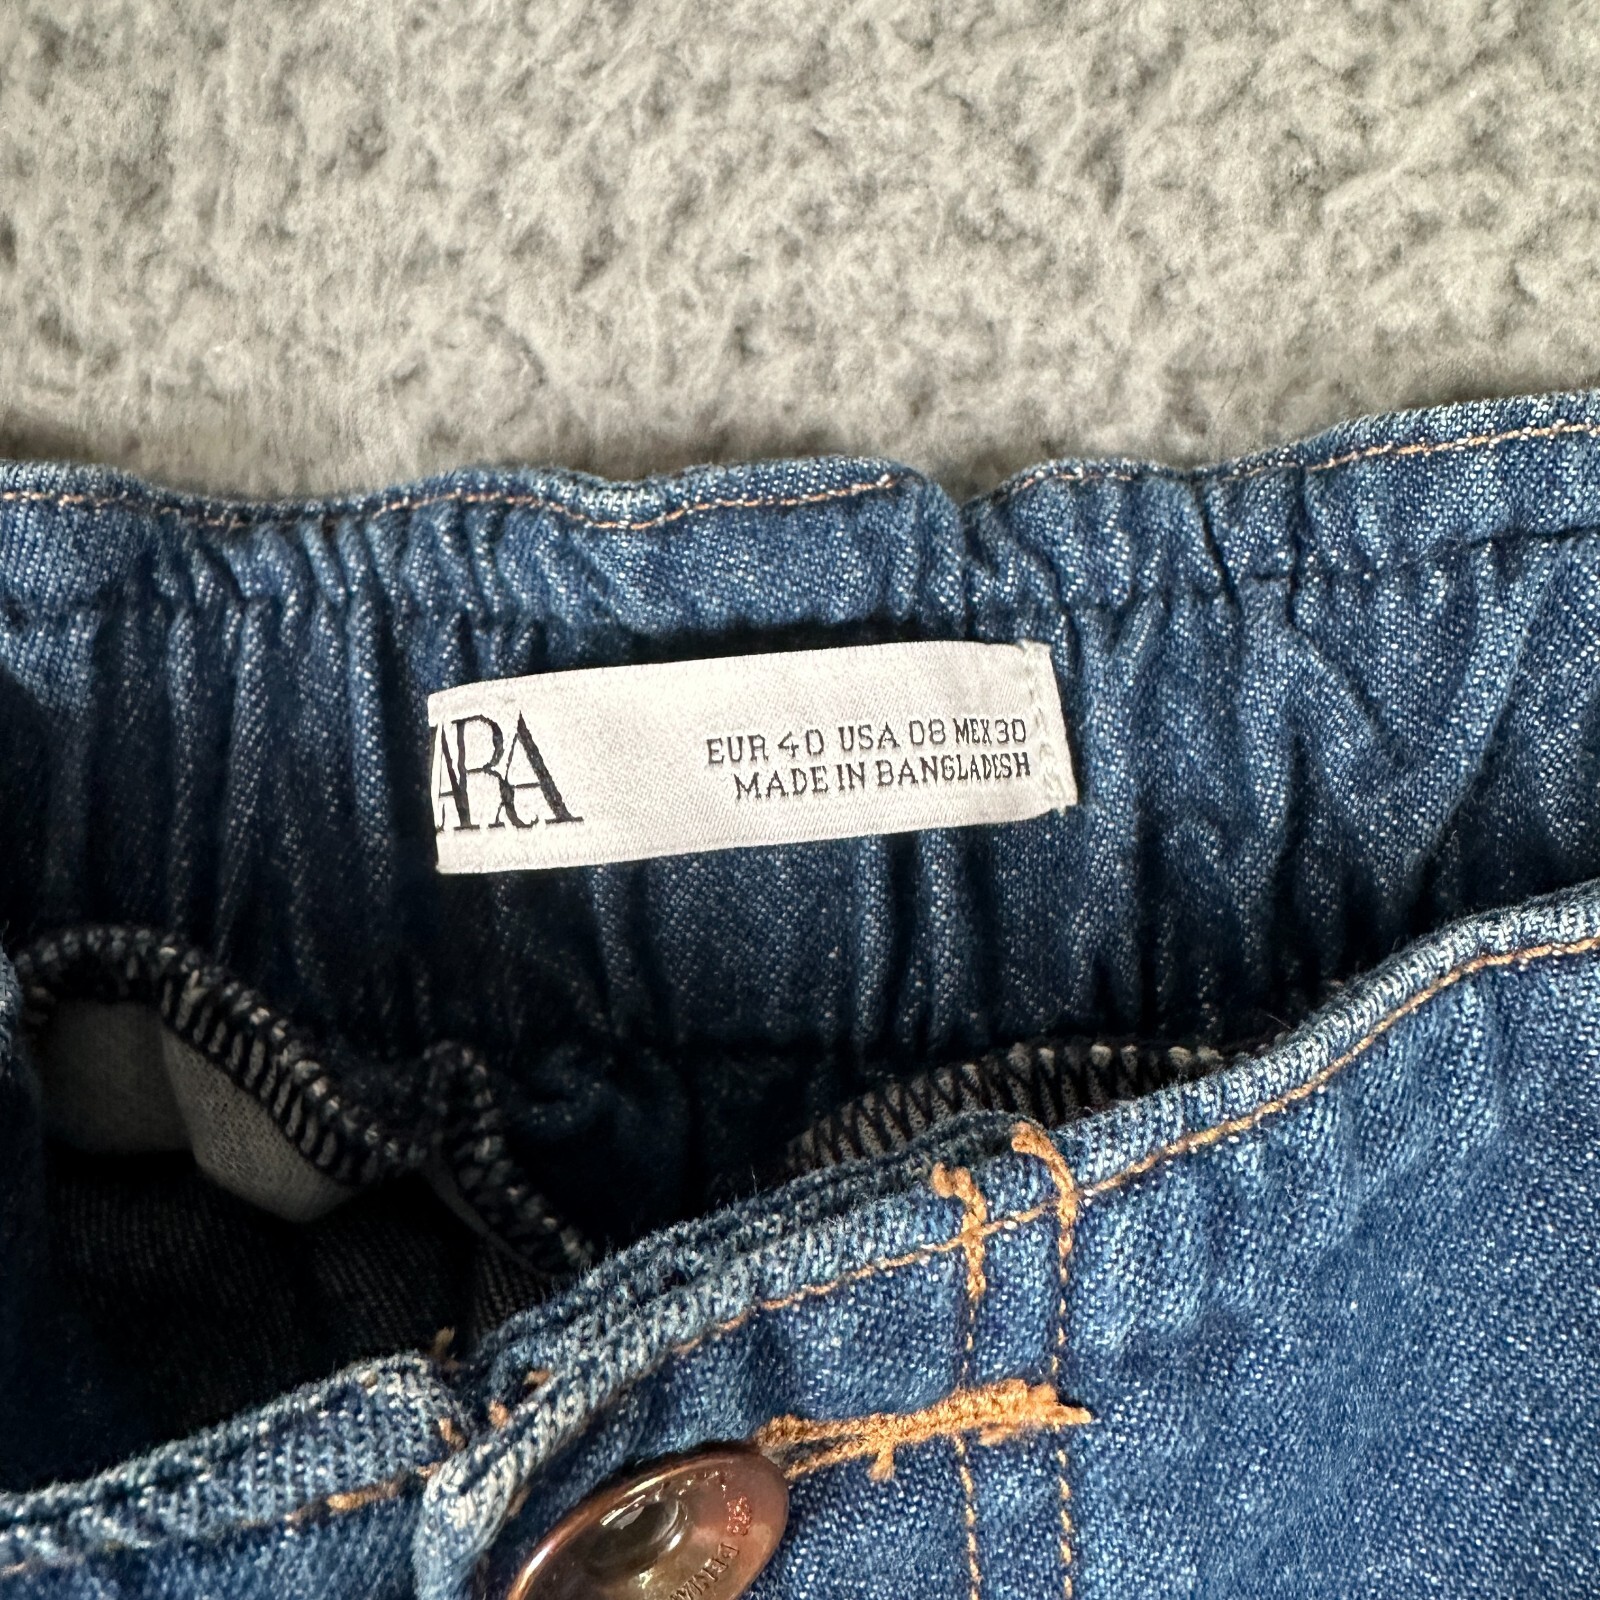 ZARA
EUR 40 USA 08 MEX 30
MADE IN BANGLADESH